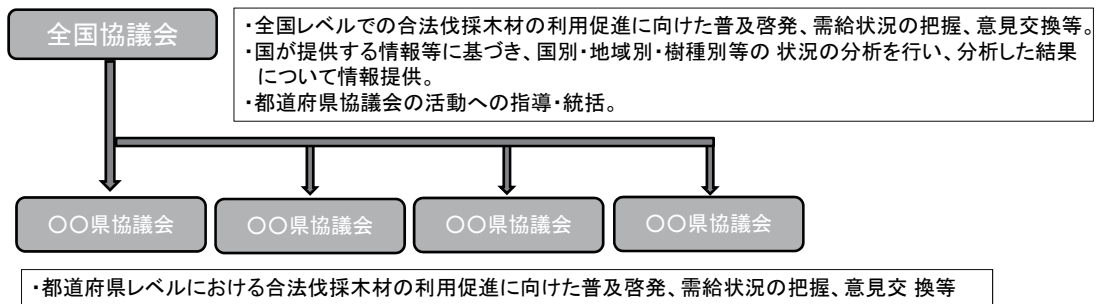 全国協議会
・全国レベルでの合法伐採木材の利用促進に向けた普及啓発、需給状況の把握、意見交換等。
・国が提供する情報等に基づき、国別・地域別・樹種別等の 状況の分析を行い、分析した結果
について情報提供。
・都道府県協議会の活動への指導・統括。
〇〇県協議会
〇〇県協議会
〇〇県協議会
〇〇県協議会
・都道府県レベルにおける合法伐採木材の利用促進に向けた普及啓発、需給状況の把握、意見交 換等